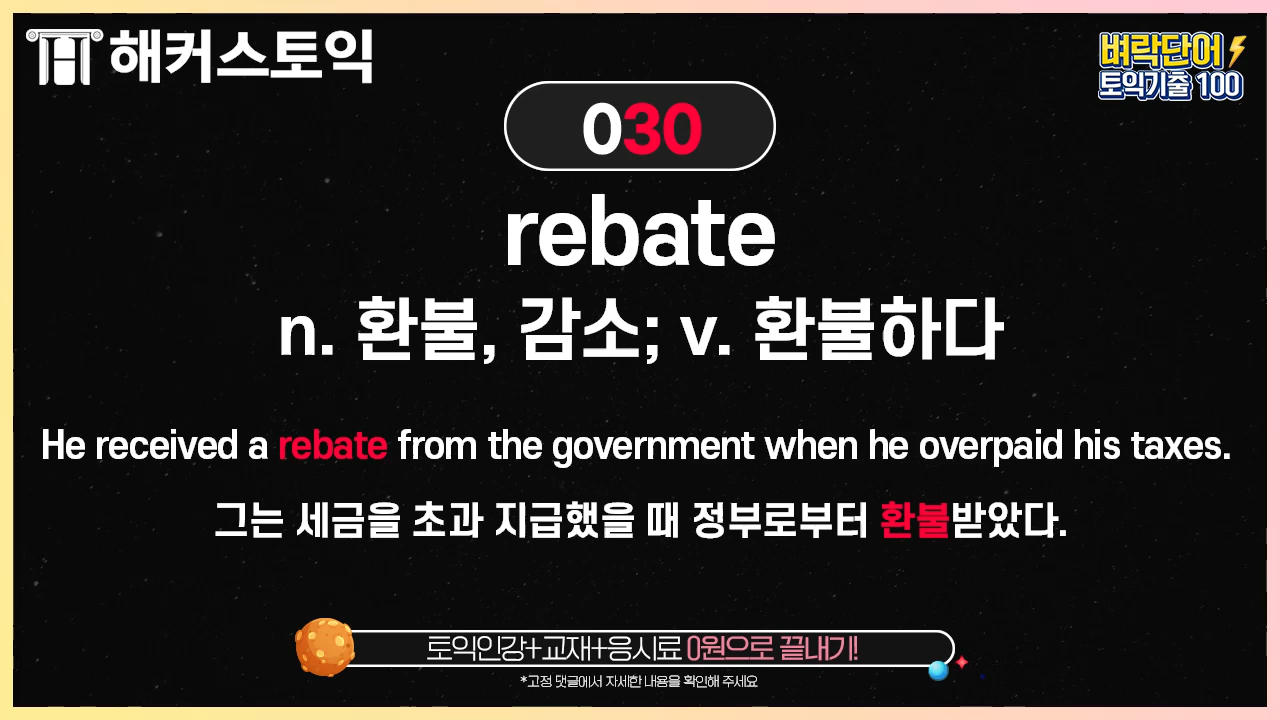 해커스토익
벼락단어
토익기출 100
030
rebate
n. 환불, 감소; v. 환불하다
He received a rebate from the government when he overpaid his taxes.
그는 세금을 초과 지급했을 때 정부로부터 환불받았다.
토익인강+교재+응시료 0원으로 끝내기!
*고정 댓글에서 자세한 내용을 확인해 주세요